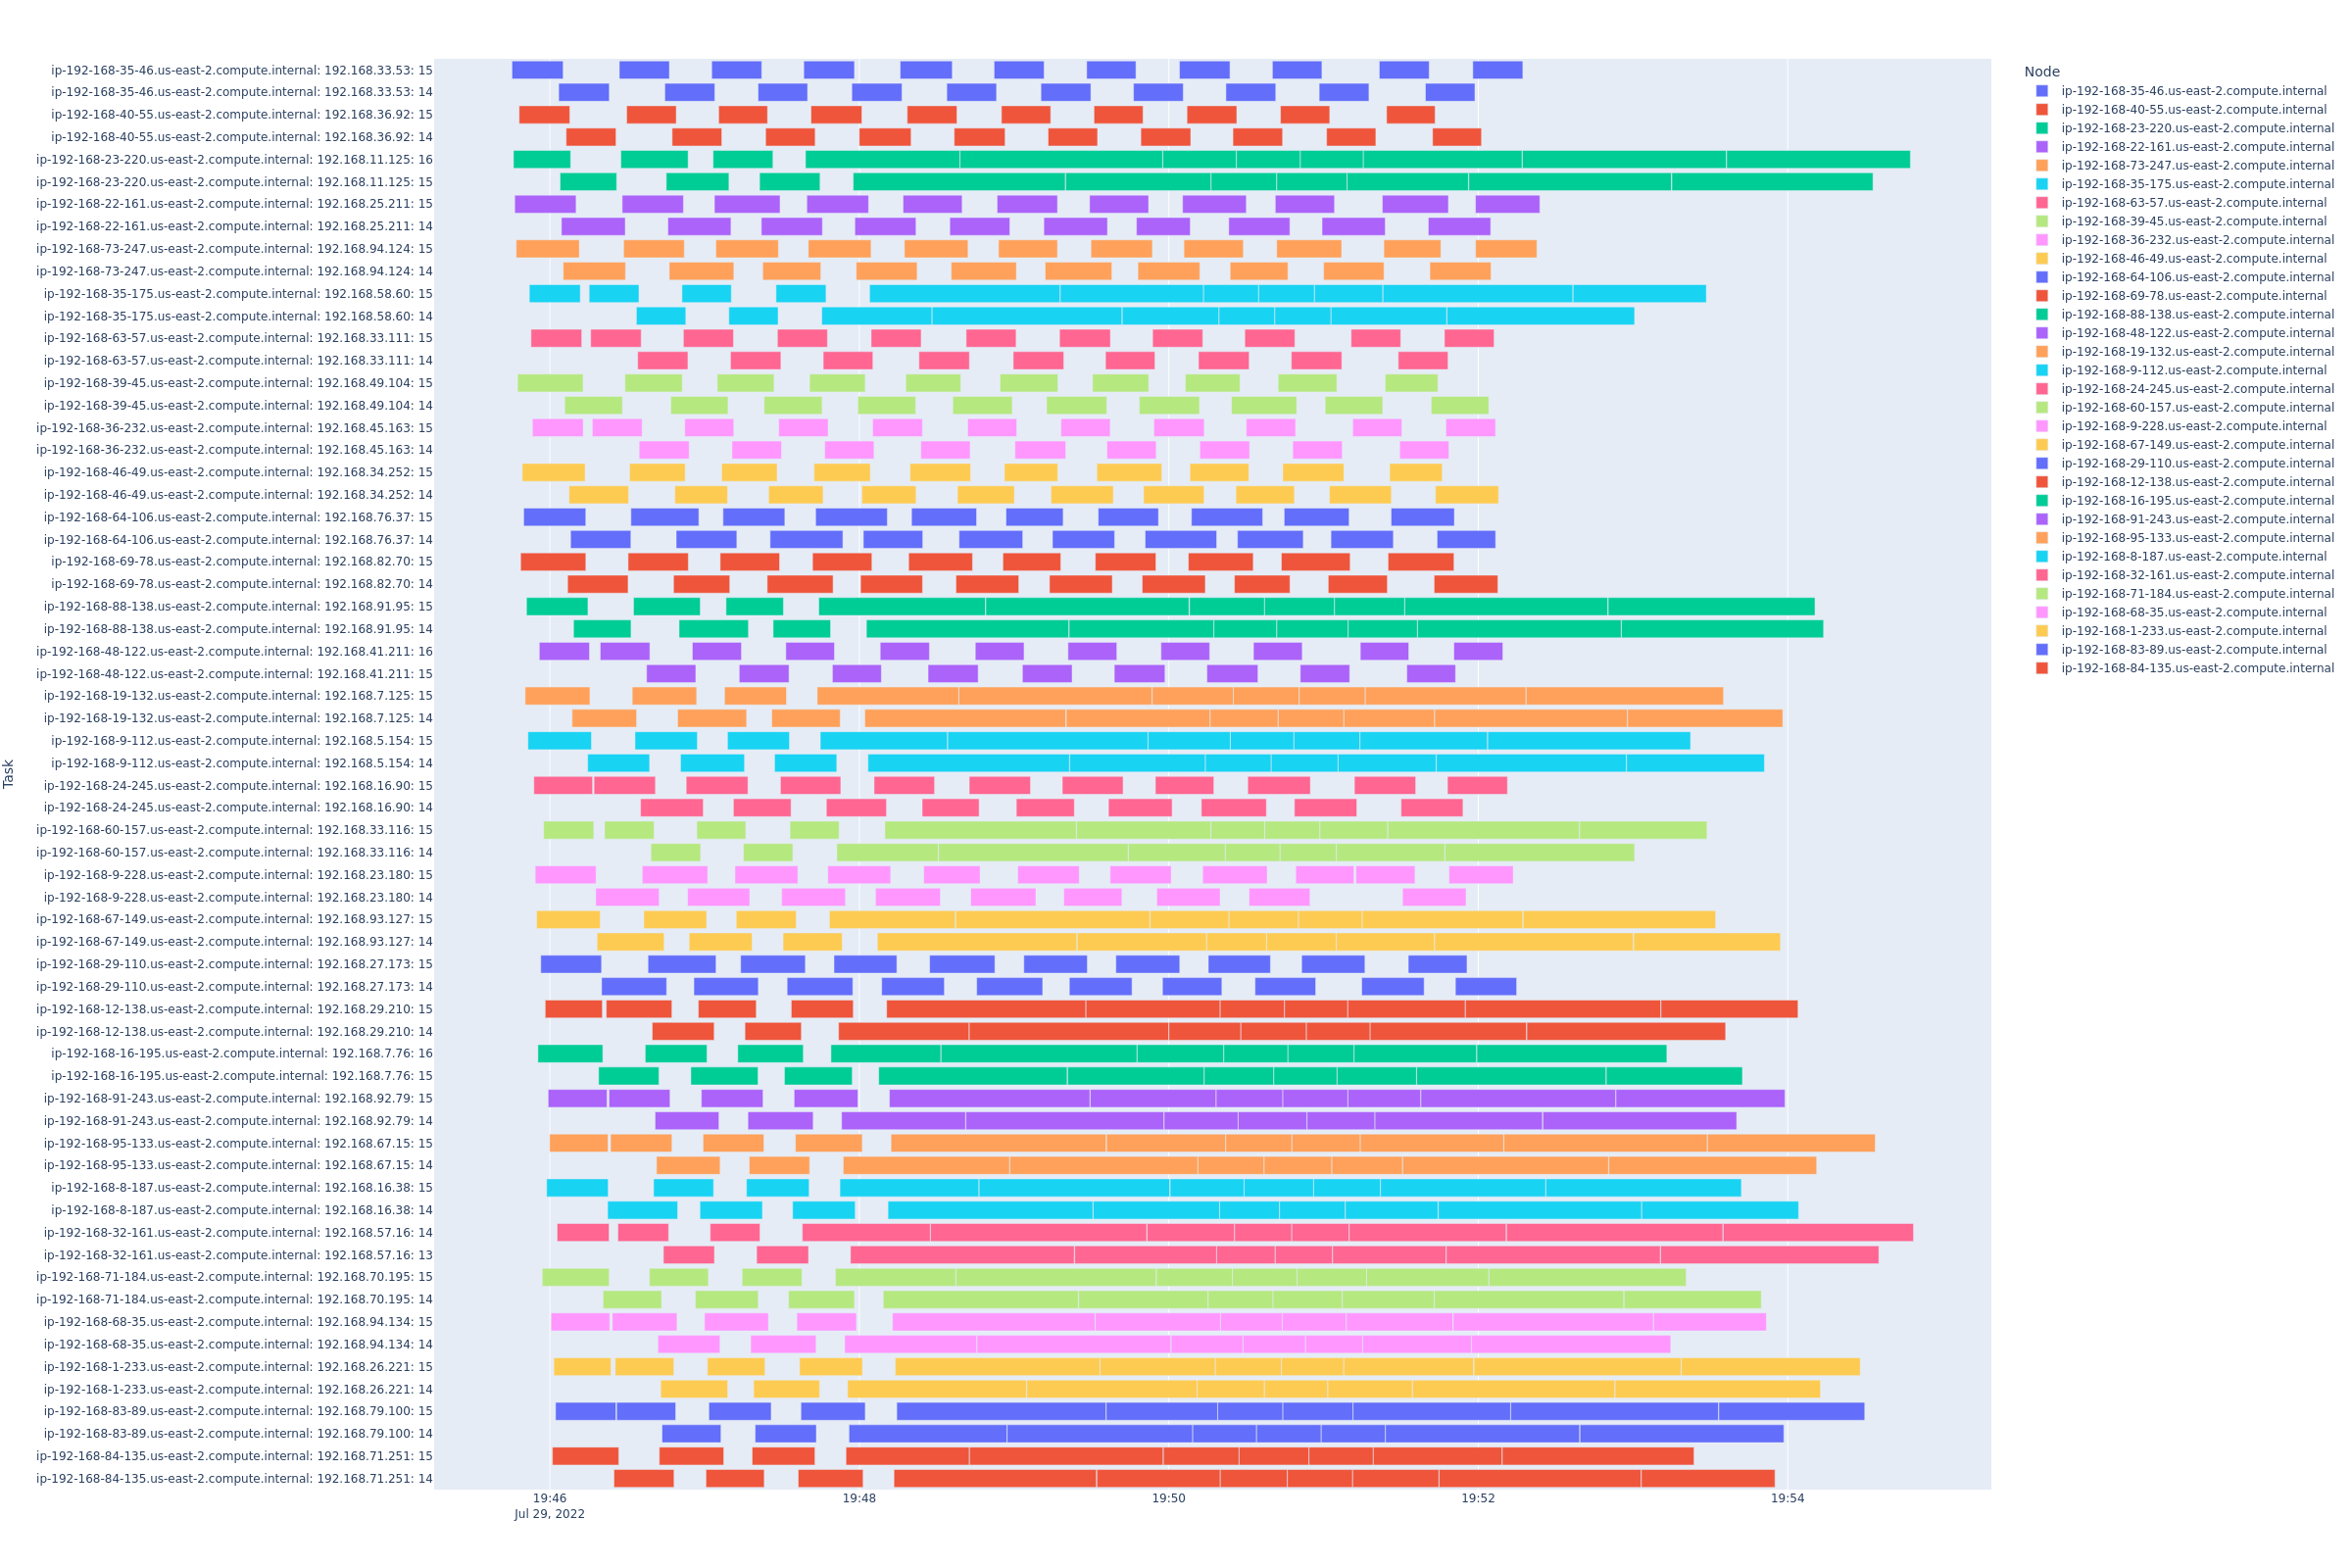 ip-192-168-35-46.us-east-2.compute.internal: 192.168.33.53: 15
ip-192-168-35-46.us-east-2.compute.internal: 192.168.33.53: 14
ip-192-168-40-55.us-east-2.compute.internal: 192.168.36.92: 15
ip-192-168-40-55.us-east-2.compute.internal: 192.168.36.92: 14
ip-192-168-23-220.us-east-2.compute.internal: 192.168.11.125: 16
ip-192-168-23-220.us-east-2.compute.internal: 192.168.11.125: 15
ip-192-168-22-161.us-east-2.compute.internal: 192.168.25.211: 15
ip-192-168-22-161.us-east-2.compute.internal: 192.168.25.211: 14
ip-192-168-73-247.us-east-2.compute.internal: 192.168.94.124: 15
ip-192-168-73-247.us-east-2.compute.internal: 192.168.94.124: 14
ip-192-168-35-175.us-east-2.compute.internal: 192.168.58.60: 15
ip-192-168-35-175.us-east-2.compute.internal: 192.168.58.60: 14
ip-192-168-63-57.us-east-2.compute.internal: 192.168.33.111: 15
ip-192-168-63-57.us-east-2.compute.internal: 192.168.33.111: 14
ip-192-168-39-45.us-east-2.compute.internal: 192.168.49.104: 15
ip-192-168-39-45.us-east-2.compute.internal: 192.168.49.104: 14
ip-192-168-36-232.us-east-2.compute.internal: 192.168.45.163: 15
ip-192-168-36-232.us-east-2.compute.internal: 192.168.45.163: 14
ip-192-168-46-49.us-east-2.compute.internal: 192.168.34.252: 15
ip-192-168-46-49.us-east-2.compute.internal: 192.168.34.252: 14
ip-192-168-64-106.us-east-2.compute.internal: 192.168.76.37: 15
ip-192-168-64-106.us-east-2.compute.internal: 192.168.76.37: 14
ip-192-168-69-78.us-east-2.compute.internal: 192.168.82.70: 15
ip-192-168-69-78.us-east-2.compute.internal: 192.168.82.70: 14
ip-192-168-88-138.us-east-2.compute.internal: 192.168.91.95: 15
ip-192-168-88-138.us-east-2.compute.internal: 192.168.91.95: 14
ip-192-168-48-122.us-east-2.compute.internal: 192.168.41.211: 16
ip-192-168-48-122.us-east-2.compute.internal: 192.168.41.211: 15
ip-192-168-19-132.us-east-2.compute.internal: 192.168.7.125: 15
ip-192-168-19-132.us-east-2.compute.internal: 192.168.7.125: 14
ip-192-168-9-112.us-east-2.compute.internal: 192.168.5.154: 15
ip-192-168-9-112.us-east-2.compute.internal: 192.168.5.154: 14
ip-192-168-24-245.us-east-2.compute.internal: 192.168.16.90: 15
ip-192-168-24-245.us-east-2.compute.internal: 192.168.16.90: 14
ip-192-168-60-157.us-east-2.compute.internal: 192.168.33.116: 15
ip-192-168-60-157.us-east-2.compute.internal: 192.168.33.116: 14
ip-192-168-9-228.us-east-2.compute.internal: 192.168.23.180: 15
ip-192-168-9-228.us-east-2.compute.internal: 192.168.23.180: 14
ip-192-168-67-149.us-east-2.compute.internal: 192.168.93.127: 15
ip-192-168-67-149.us-east-2.compute.internal: 192.168.93.127: 14
ip-192-168-29-110.us-east-2.compute.internal: 192.168.27.173: 15
ip-192-168-29-110.us-east-2.compute.internal: 192.168.27.173: 14
ip-192-168-12-138.us-east-2.compute.internal: 192.168.29.210: 15
ip-192-168-12-138.us-east-2.compute.internal: 192.168.29.210: 14
ip-192-168-16-195.us-east-2.compute.internal: 192.168.7.76: 16
ip-192-168-16-195.us-east-2.compute.internal: 192.168.7.76: 15
ip-192-168-91-243.us-east-2.compute.internal: 192.168.92.79: 15
ip-192-168-91-243.us-east-2.compute.internal: 192.168.92.79: 14
ip-192-168-95-133.us-east-2.compute.internal: 192.168.67.15: 15
ip-192-168-95-133.us-east-2.compute.internal: 192.168.67.15: 14
ip-192-168-8-187.us-east-2.compute.internal: 192.168.16.38: 15
ip-192-168-8-187.us-east-2.compute.internal: 192.168.16.38: 14
ip-192-168-32-161.us-east-2.compute.internal: 192.168.57.16: 14
ip-192-168-32-161.us-east-2.compute.internal: 192.168.57.16: 13
ip-192-168-71-184.us-east-2.compute.internal: 192.168.70.195: 15
ip-192-168-71-184.us-east-2.compute.internal: 192.168.70.195: 14
ip-192-168-68-35.us-east-2.compute.internal: 192.168.94.134: 15
ip-192-168-68-35.us-east-2.compute.internal: 192.168.94.134: 14
ip-192-168-1-233.us-east-2.compute.internal: 192.168.26.221: 15
ip-192-168-1-233.us-east-2.compute.internal: 192.168.26.221: 14
ip-192-168-83-89.us-east-2.compute.internal: 192.168.79.100: 15
ip-192-168-83-89.us-east-2.compute.internal: 192.168.79.100: 14
ip-192-168-84-135.us-east-2.compute.internal: 192.168.71.251: 15
ip-192-168-84-135.us-east-2.compute.internal: 192.168.71.251: 14
Task
19:46
Jul 29, 2022
19:48
19:50
19:52
19:54
Node
ip-192-168-35-46.us-east-2.compute.internal
ip-192-168-40-55.us-east-2.compute.internal
ip-192-168-23-220.us-east-2.compute.internal
ip-192-168-22-161.us-east-2.compute.internal
ip-192-168-73-247.us-east-2.compute.internal
ip-192-168-35-175.us-east-2.compute.internal
ip-192-168-63-57.us-east-2.compute.internal
ip-192-168-39-45.us-east-2.compute.internal
ip-192-168-36-232.us-east-2.compute.internal
ip-192-168-46-49.us-east-2.compute.internal
ip-192-168-64-106.us-east-2.compute.internal
ip-192-168-69-78.us-east-2.compute.internal
ip-192-168-88-138.us-east-2.compute.internal
ip-192-168-48-122.us-east-2.compute.internal
ip-192-168-19-132.us-east-2.compute.internal
ip-192-168-9-112.us-east-2.compute.internal
ip-192-168-24-245.us-east-2.compute.internal
ip-192-168-60-157.us-east-2.compute.internal
ip-192-168-9-228.us-east-2.compute.internal
ip-192-168-67-149.us-east-2.compute.internal
ip-192-168-29-110.us-east-2.compute.internal
ip-192-168-12-138.us-east-2.compute.internal
ip-192-168-16-195.us-east-2.compute.internal
ip-192-168-91-243.us-east-2.compute.internal
ip-192-168-95-133.us-east-2.compute.internal
ip-192-168-8-187.us-east-2.compute.internal
ip-192-168-32-161.us-east-2.compute.internal
ip-192-168-71-184.us-east-2.compute.internal
ip-192-168-68-35.us-east-2.compute.internal
ip-192-168-1-233.us-east-2.compute.internal
ip-192-168-83-89.us-east-2.compute.internal
ip-192-168-84-135.us-east-2.compute.internal